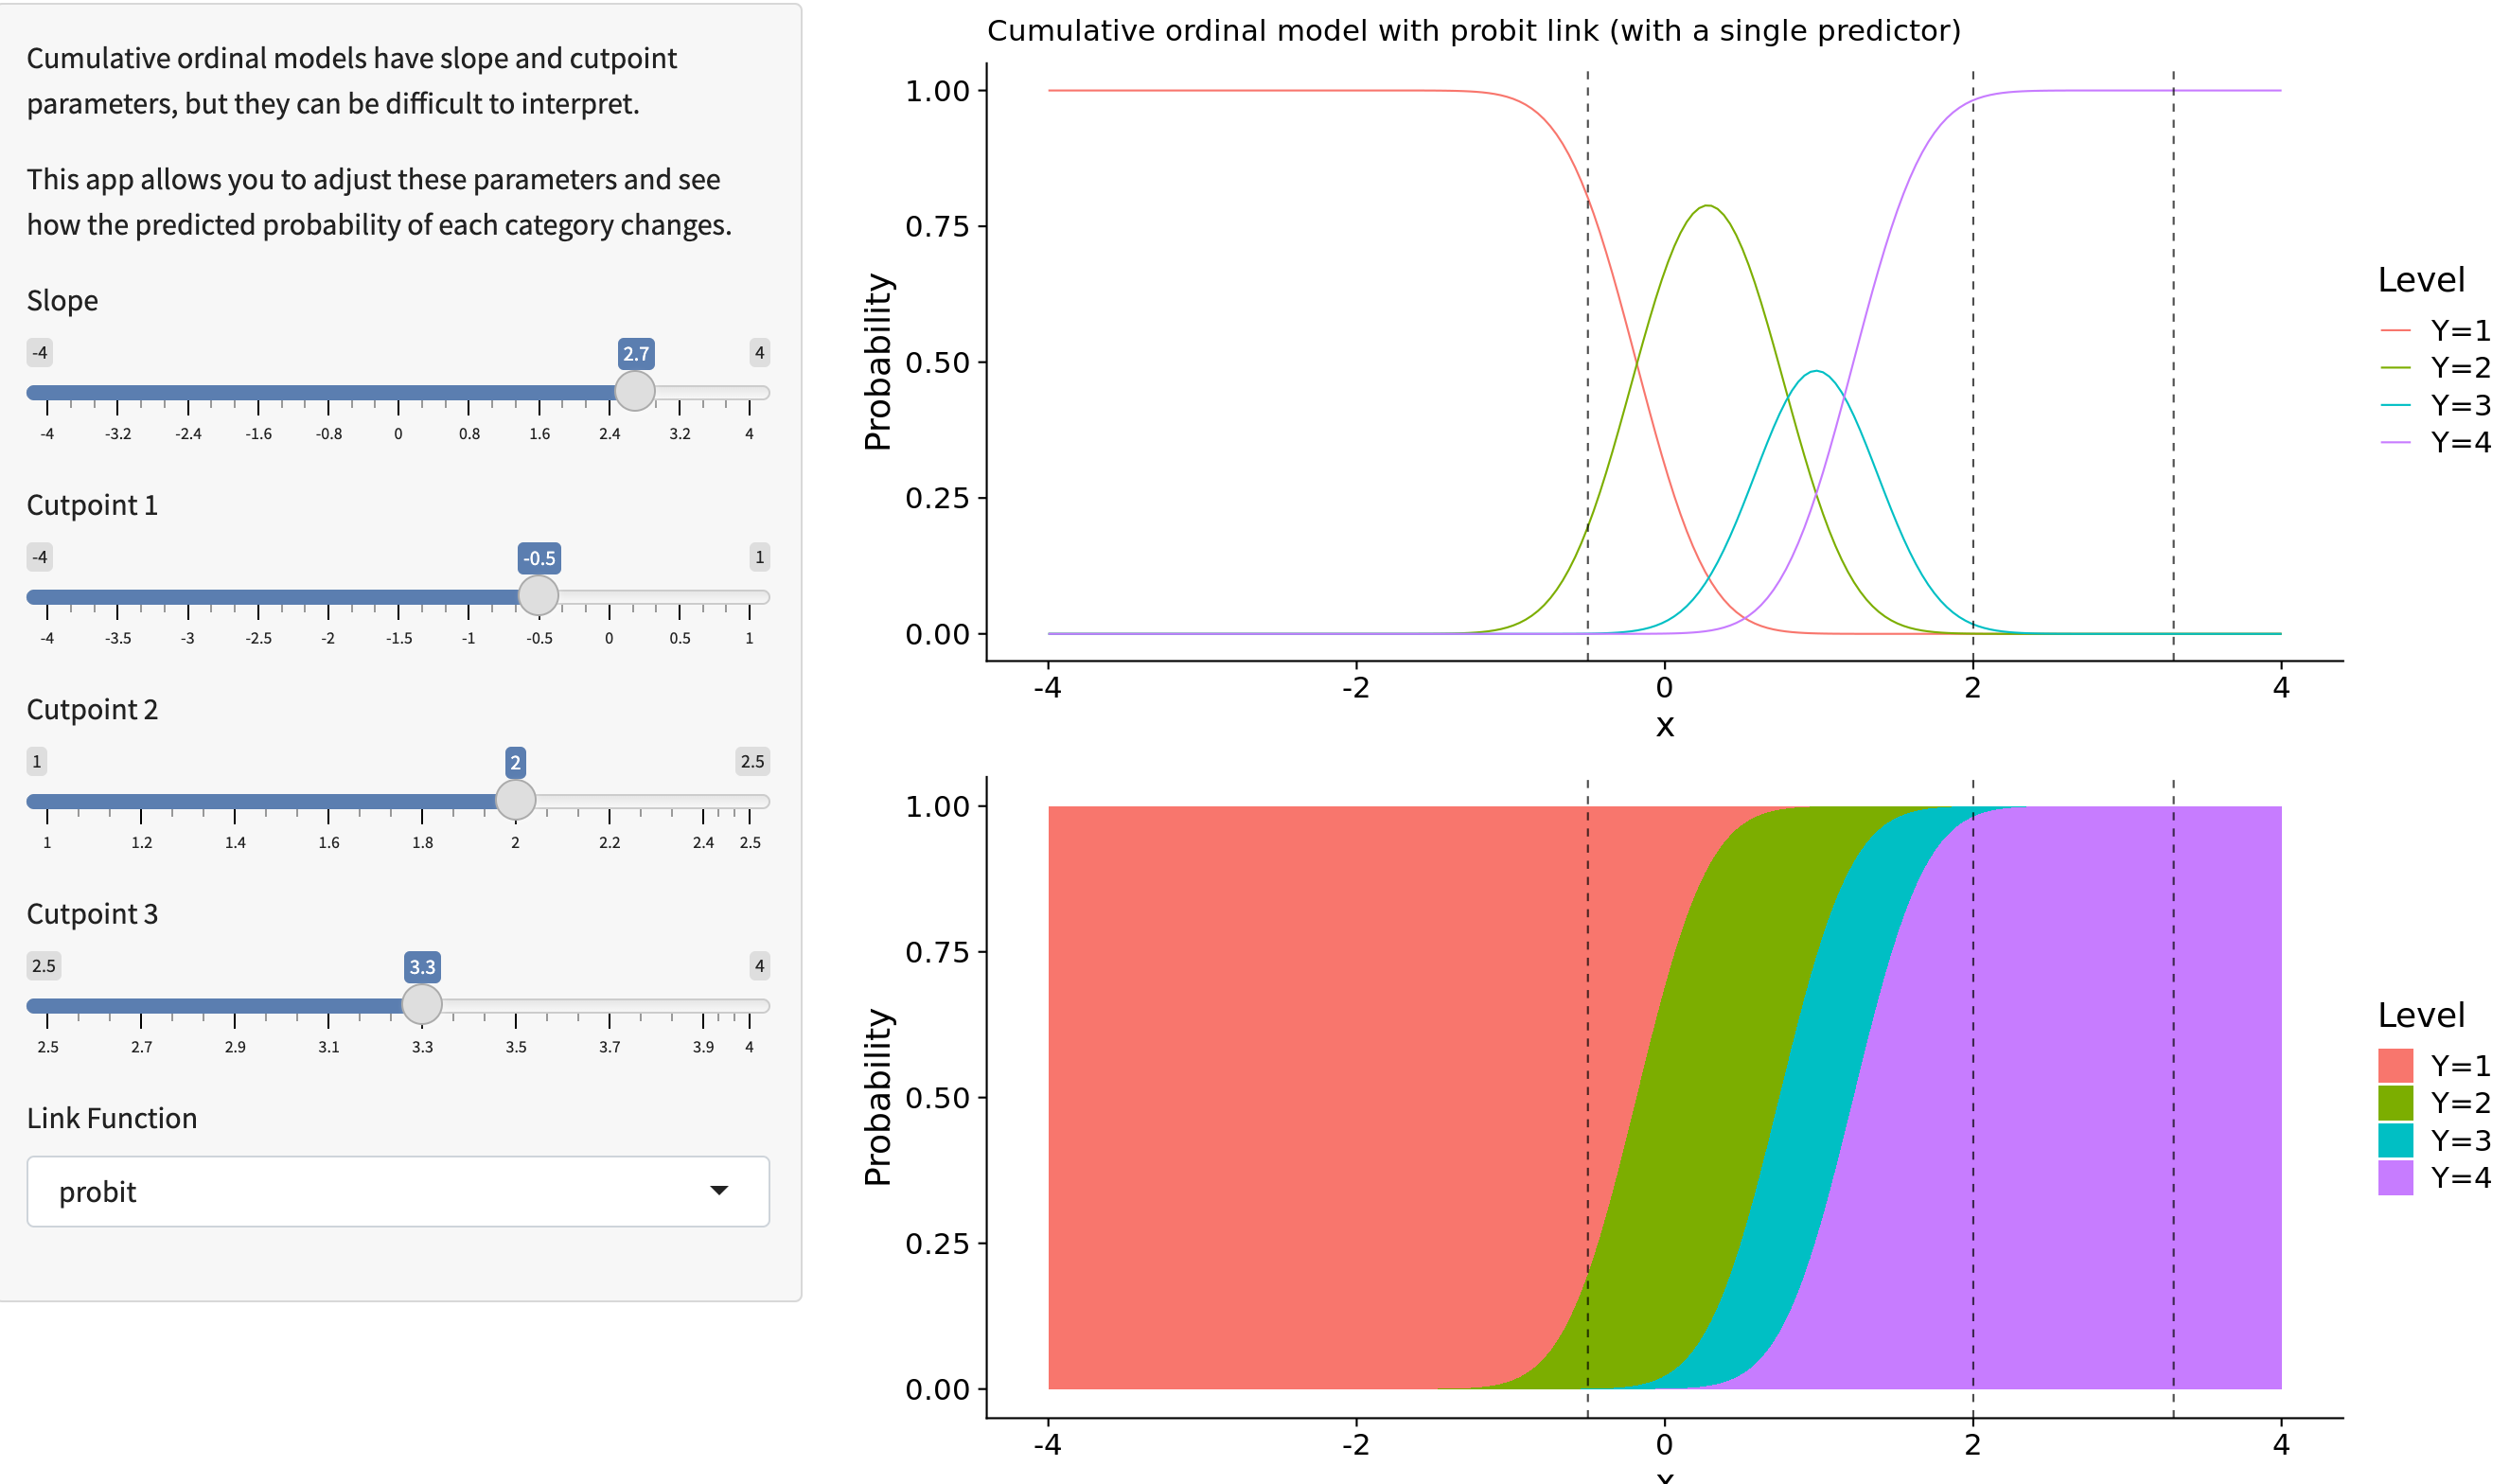 Cumulative ordinal models have slope and cutpoint
parameters, but they can be difficult to interpret.
This app allows you to adjust these parameters and see
how the predicted probability of each category changes.
Slope
-4 2.7 4
-4 -3.2 -2.4 -1.6 -0.8 0 0.8 1.6 2.4 3.2 4
Cutpoint 1
-4 -0.5 1
-4 -3.5 -3 -2.5 -2 -1.5 -1 -0.5 0 0.5 1
Cutpoint 2
1 2 2.5
1 1.2 1.4 1.6 1.8 2 2.2 2.4 2.5
Cutpoint 3
2.5 3.3 4
2.5 2.7 2.9 3.1 3.3 3.5 3.7 3.9 4
Link Function
probit
Cumulative ordinal model with probit link (with a single predictor)
Probability
1.00
0.75
0.50
0.25
0.00
-4 -2 0 2 4
x
Level
Y=1
Y=2
Y=3
Y=4
Probability
1.00
0.75
0.50
0.25
0.00
-4 -2 0 2 4
x
Level
Y=1
Y=2
Y=3
Y=4